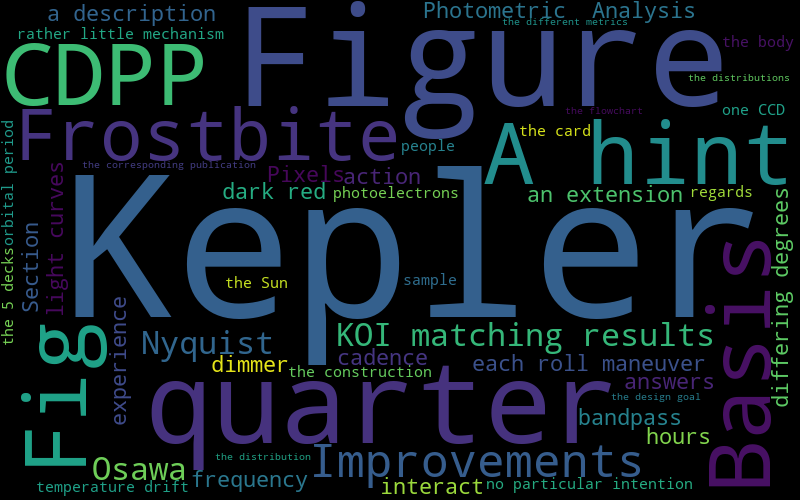 a description
Photometric Analysis
the different metrics
rather little mechanism
Figure
the body
CDPP
the distributions
Frostbite
the flowchart
one CCD
A hint
the card
people
the corresponding publication
Pixels
action
dark red
photoelectrons
an extension
regards
orbital period
the 5 decks
light curves
Section
Kepler
the Sun
sample
differing degrees
Basis
experience
Fig
Nyquist
KOI matching results
cadence
dimmer
the construction
each roll maneuver
answers
quarter
the design goal
bandpass
hours
the distribution
Osawa
Improvements
frequency
temperature drift
interact
no particular intention